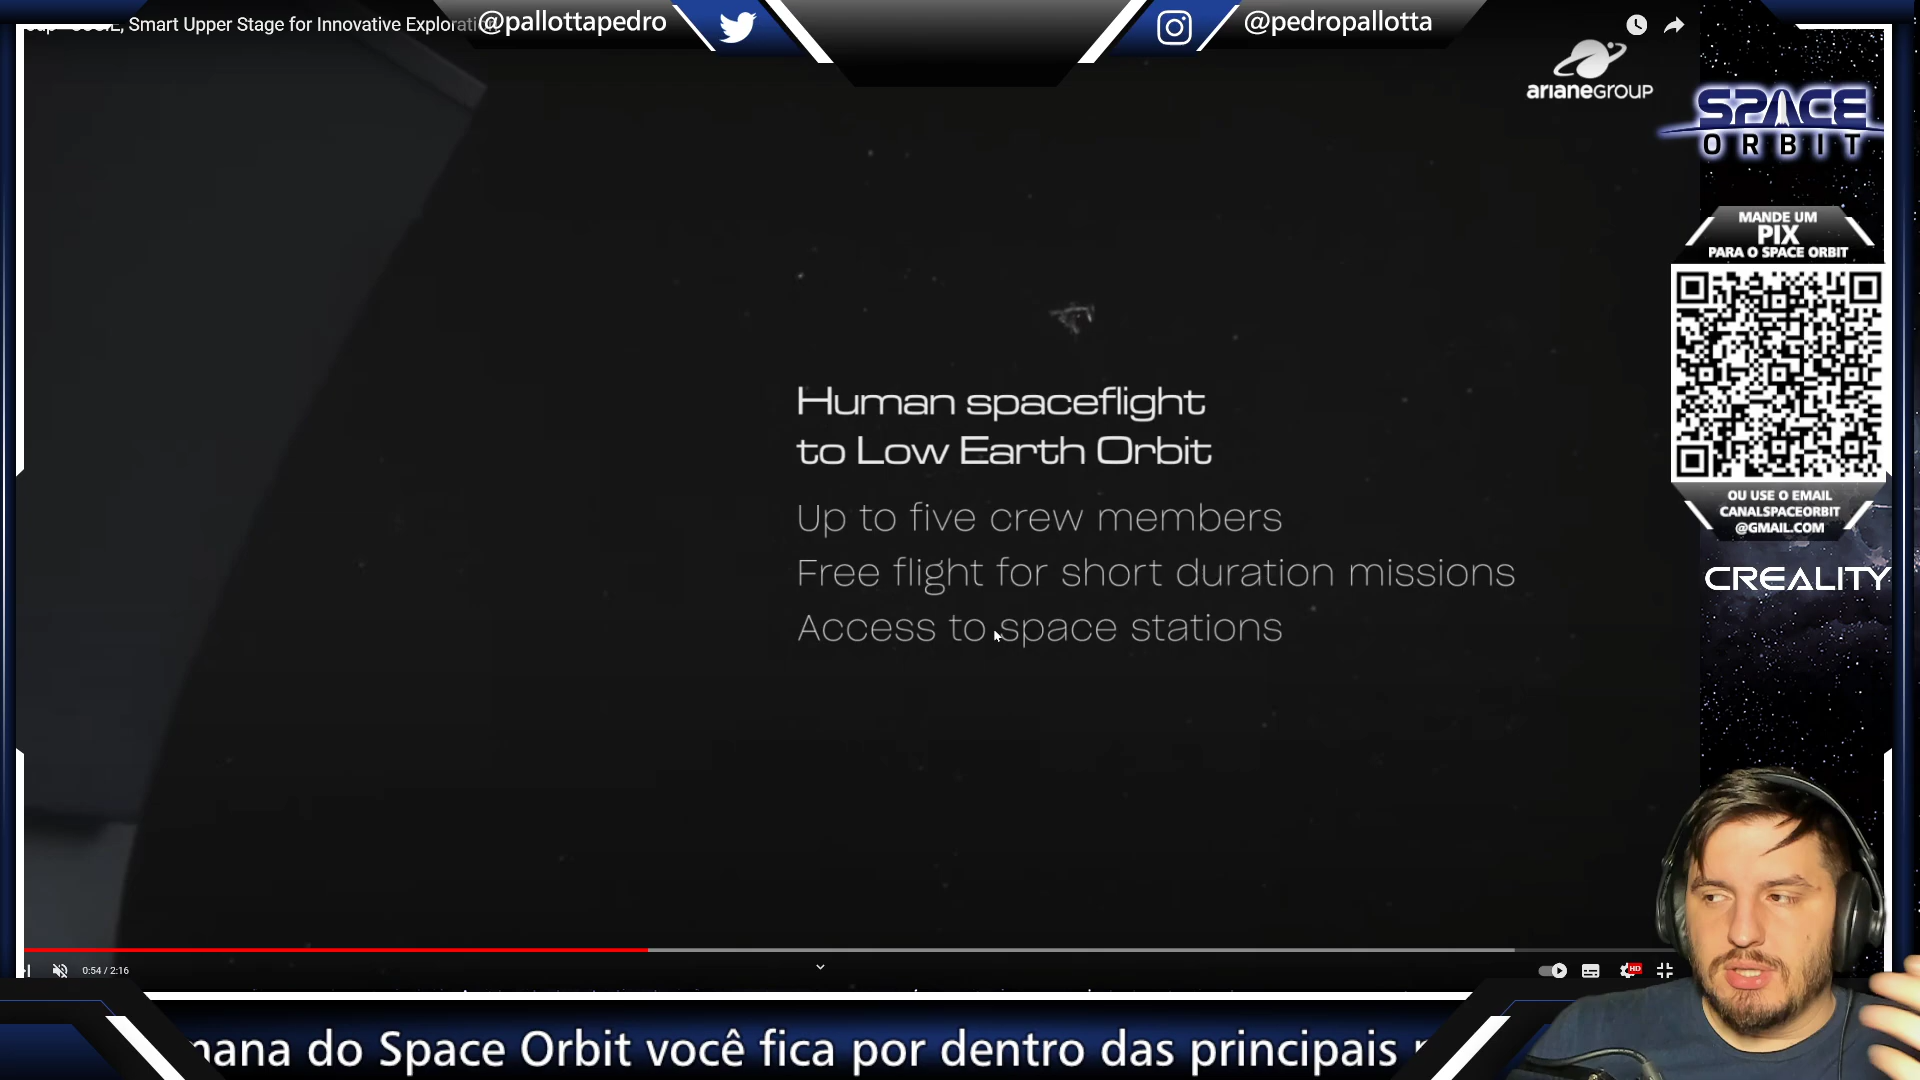 Smart Upper Stage for Innovative Explorati
@pallottapedro
@pedropallotta
arianeGROUP
SPACE
ORBIT
MANDE UM
PIX
PARA O SPACE ORBIT
Human spaceflight
to Low Earth Orbit
Up to five crew members
Free flight for short duration missions
Access to space stations
OU USE O EMAIL
CANALSPACEORBIT
@GMAIL.COM
CREALITY
0:54 / 2:16
HD
mana do Space Orbit você fica por dentro das principais